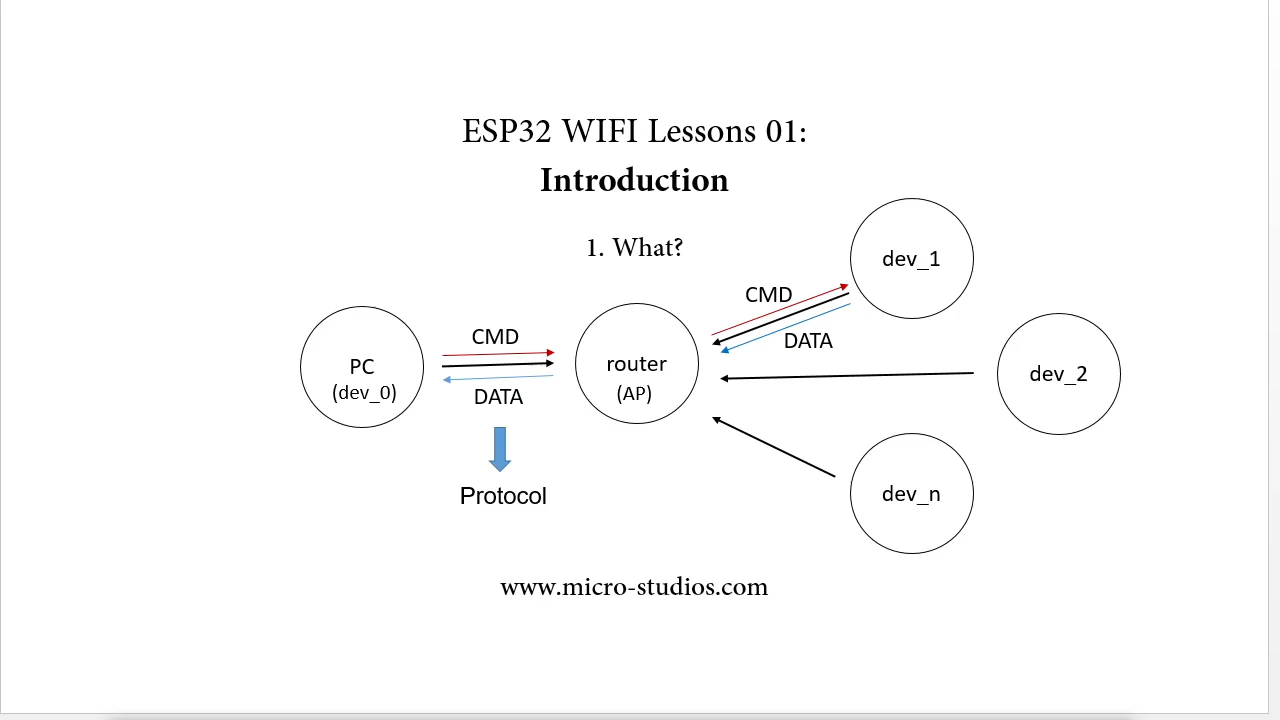 ESP32 WIFI Lessons 01:
Introduction
1. What?
dev_1
CMD
DATA
CMD
PC
(dev_0)
router
(AP)
dev_2
DATA
Protocol
dev_n
www.micro-studios.com